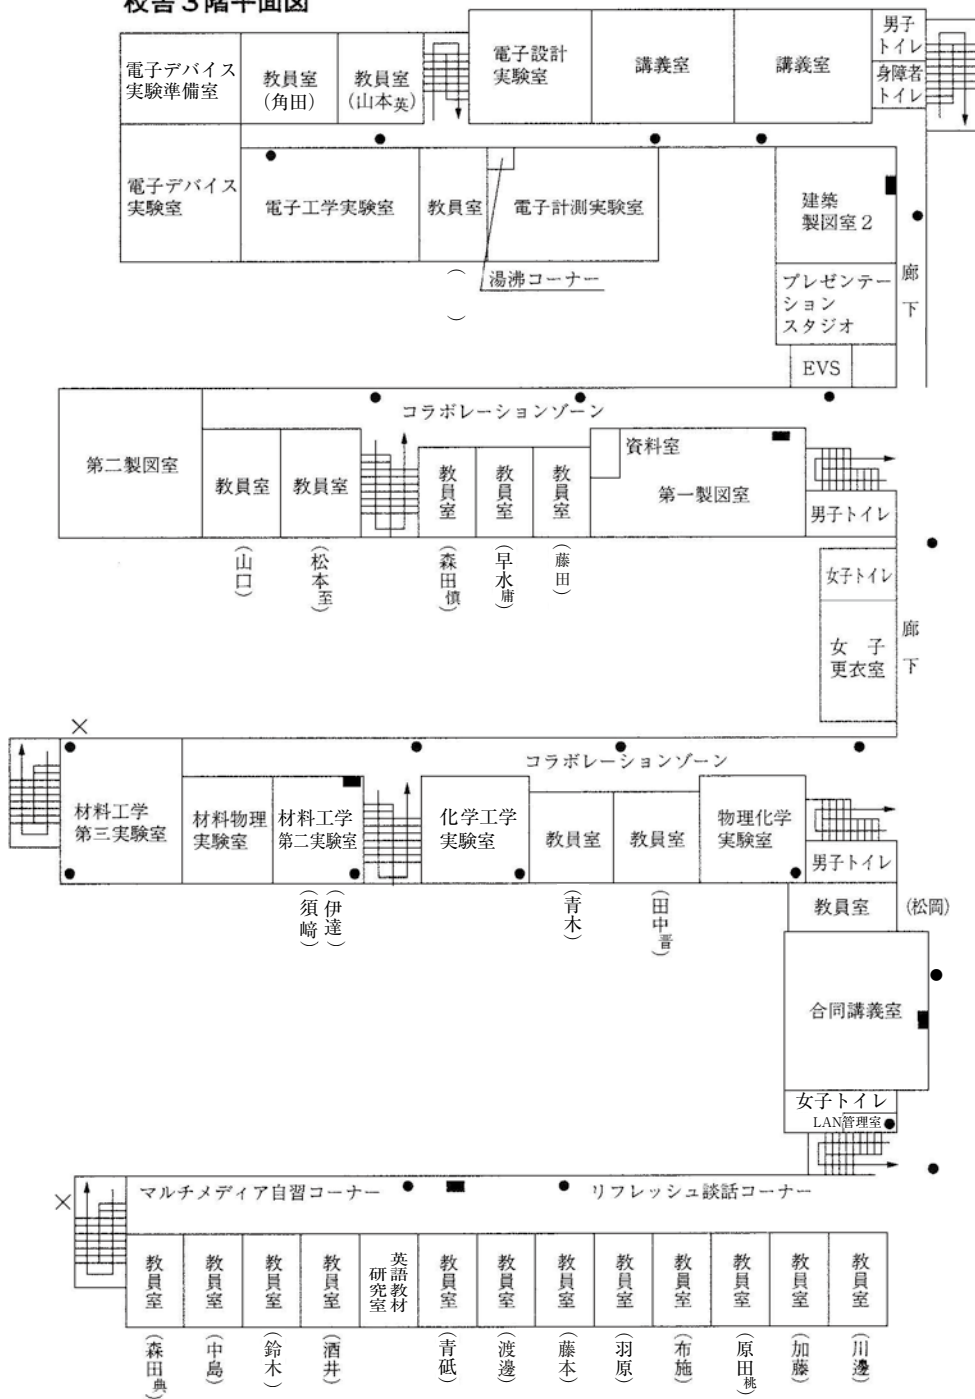 校舎3階平面図
電子デバイス
実験準備室
教員室
(角田)
教員室
(山本英)
電子設計
実験室
講義室
講義室
男子
トイレ
身障者
トイレ
電子デバイス
実験室
電子工学実験室
教員室
( )
電子計測実験室
湯沸コーナー
建築
製図室2
プレゼンテー
ション
スタジオ
EVS
廊下
コラボレーションゾーン
第二製図室
教員室
(山口)
教員室
(松本至)
教員室
(森田慎)
教員室
(早水庸)
教員室
(藤田)
資料室
第一製図室
男子トイレ
女子トイレ
女子
更衣室
廊下
コラボレーションゾーン
材料工学
第三実験室
材料物理
実験室
材料工学
第二実験室
(伊達)
(須﨑)
化学工学
実験室
教員室
(青木)
教員室
(田中晋)
物理化学
実験室
男子トイレ
教員室
(松岡)
合同講義室
女子トイレ
LAN管理室
マルチメディア自習コーナー
リフレッシュ談話コーナー
教員室
(森田典)
教員室
(中島)
教員室
(鈴木)
教員室
(酒井)
英語教材
研究室
教員室
(青砥)
教員室
(渡邊)
教員室
(藤本)
教員室
(羽原)
教員室
(布施)
教員室
(原田桃)
教員室
(加藤)
教員室
(川邊)